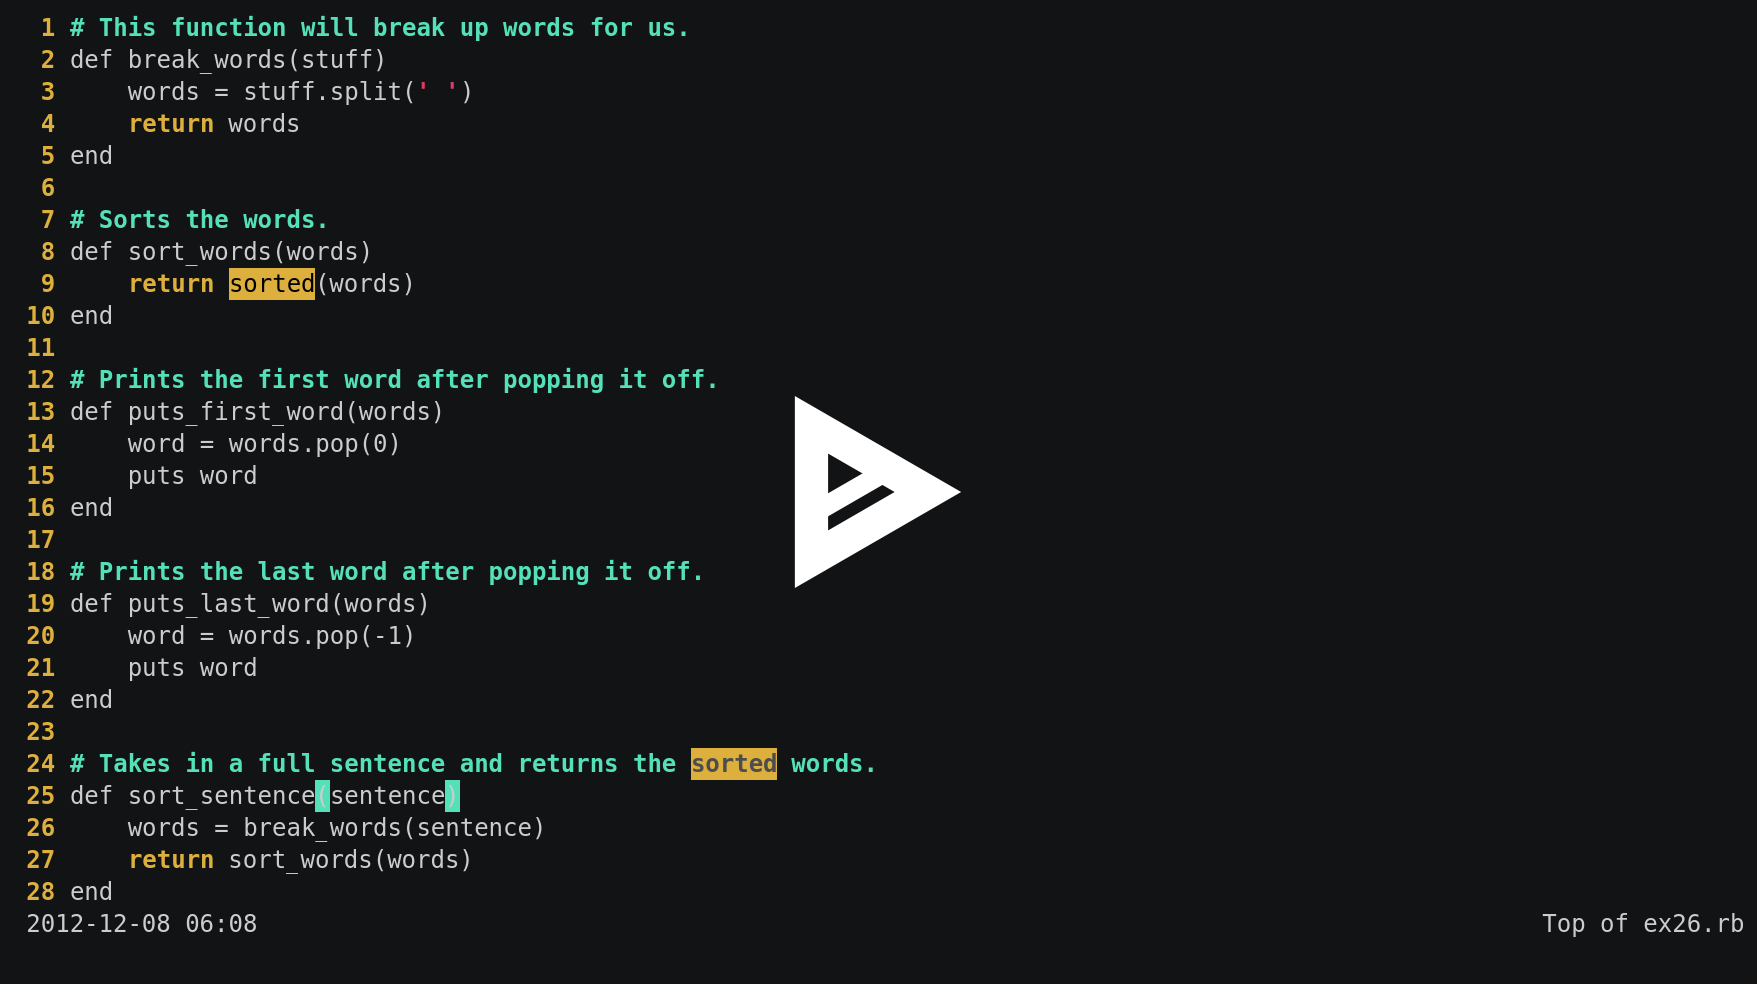 1 # This function will break up words for us.
2 def break_words(stuff)
3     words = stuff.split(' ')
4     return words
5 end
6
7 # Sorts the words.
8 def sort_words(words)
9     return sorted(words)
10 end
11
12 # Prints the first word after popping it off.
13 def puts_first_word(words)
14     word = words.pop(0)
15     puts word
16 end
17
18 # Prints the last word after popping it off.
19 def puts_last_word(words)
20     word = words.pop(-1)
21     puts word
22 end
23
24 # Takes in a full sentence and returns the sorted words.
25 def sort_sentence(sentence)
26     words = break_words(sentence)
27     return sort_words(words)
28 end
2012-12-08 06:08 Top of ex26.rb